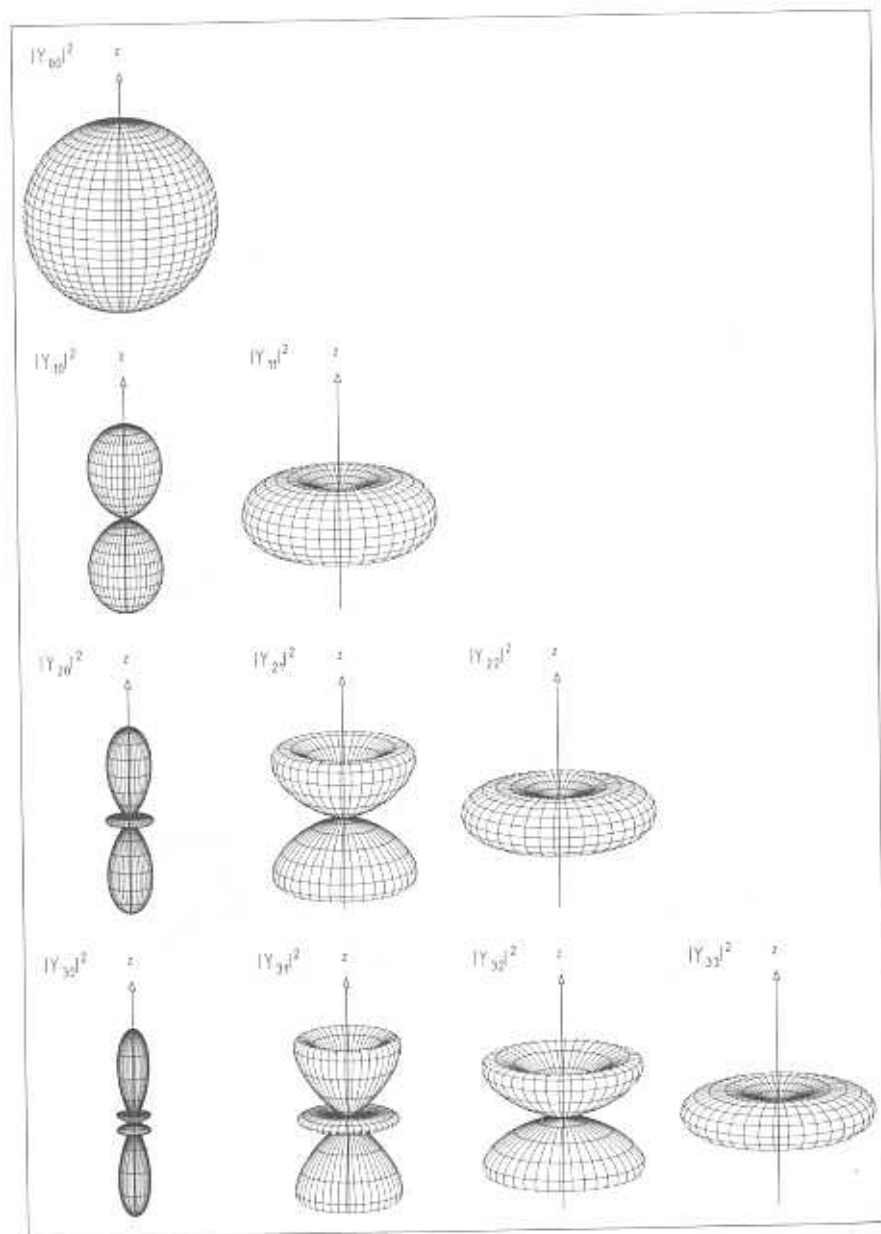 |Y₀₀|² z
|Y₁₀|² z |Y₁₁|² z
|Y₂₀|² z |Y₂₁|² z |Y₂₂|² z
|Y₃₀|² z |Y₃₁|² z |Y₃₂|² z |Y₃₃|² z